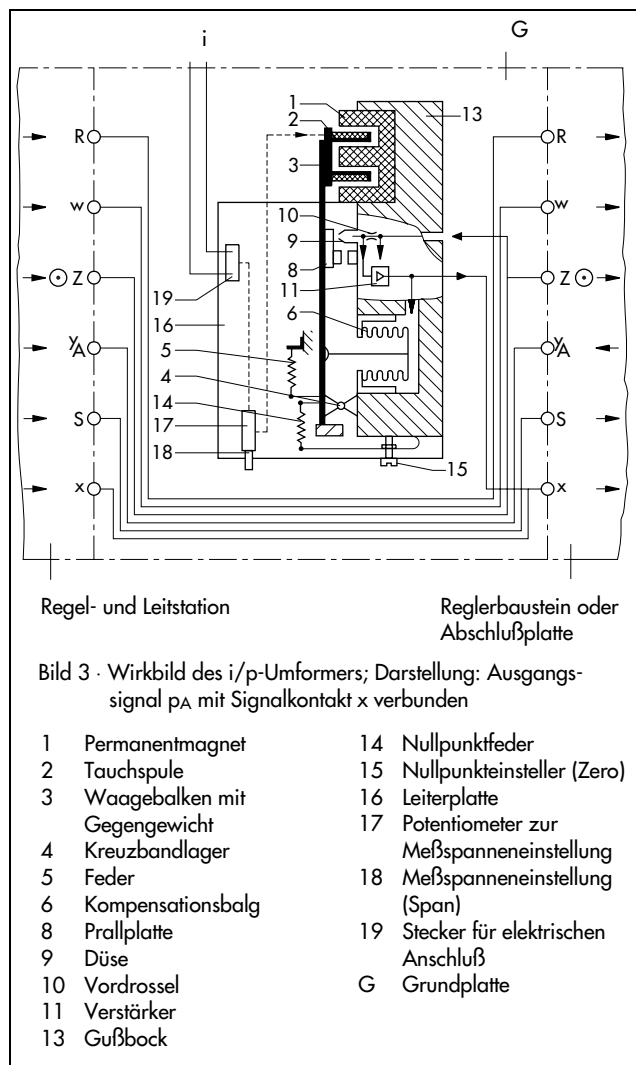 i
G
1
2
3
13
R
R
10
w
w
9
8
Z
Z
11
19
16
6
yA
yA
5
4
S
S
14
17
18
15
x
x
Regel- und Leitstation
Reglerbaustein oder
Abschlußplatte
Bild 3 · Wirkbild des i/p-Umformers; Darstellung: Ausgangs-
signal pA mit Signalkontakt x verbunden
1 Permanentmagnet
2 Tauchspule
3 Waagebalken mit
Gegengewicht
4 Kreuzbandlager
5 Feder
6 Kompensationsbalg
8 Prallplatte
9 Düse
10 Vordrossel
11 Verstärker
13 Gußbock
14 Nullpunktfeder
15 Nullpunkteinsteller (Zero)
16 Leiterplatte
17 Potentiometer zur
Meßspanneneinstellung
18 Meßspanneneinstellung
(Span)
19 Stecker für elektrischen
Anschluß
G Grundplatte